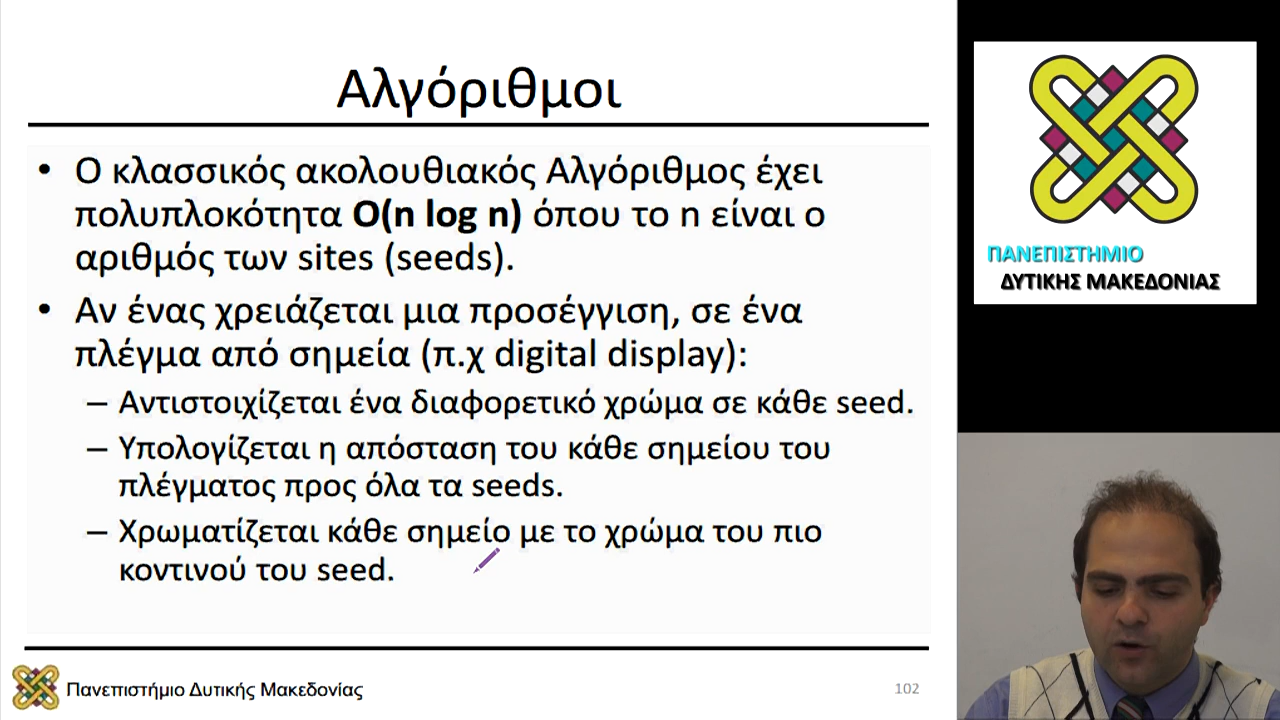 Αλγόριθμοι
• Ο κλασσικός ακολουθιακός Αλγόριθμος έχει
πολυπλοκότητα O(n log n) όπου το n είναι ο
αριθμός των sites (seeds).
• Αν ένας χρειάζεται μια προσέγγιση, σε ένα
πλέγμα από σημεία (π.χ digital display):
– Αντιστοιχίζεται ένα διαφορετικό χρώμα σε κάθε seed.
– Υπολογίζεται η απόσταση του κάθε σημείου του
πλέγματος προς όλα τα seeds.
– Χρωματίζεται κάθε σημείο με το χρώμα του πιο
κοντινού του seed.
Πανεπιστήμιο Δυτικής Μακεδονίας
102
ΠΑΝΕΠΙΣΤΗΜΙΟ
ΔΥΤΙΚΗΣ ΜΑΚΕΔΟΝΙΑΣ